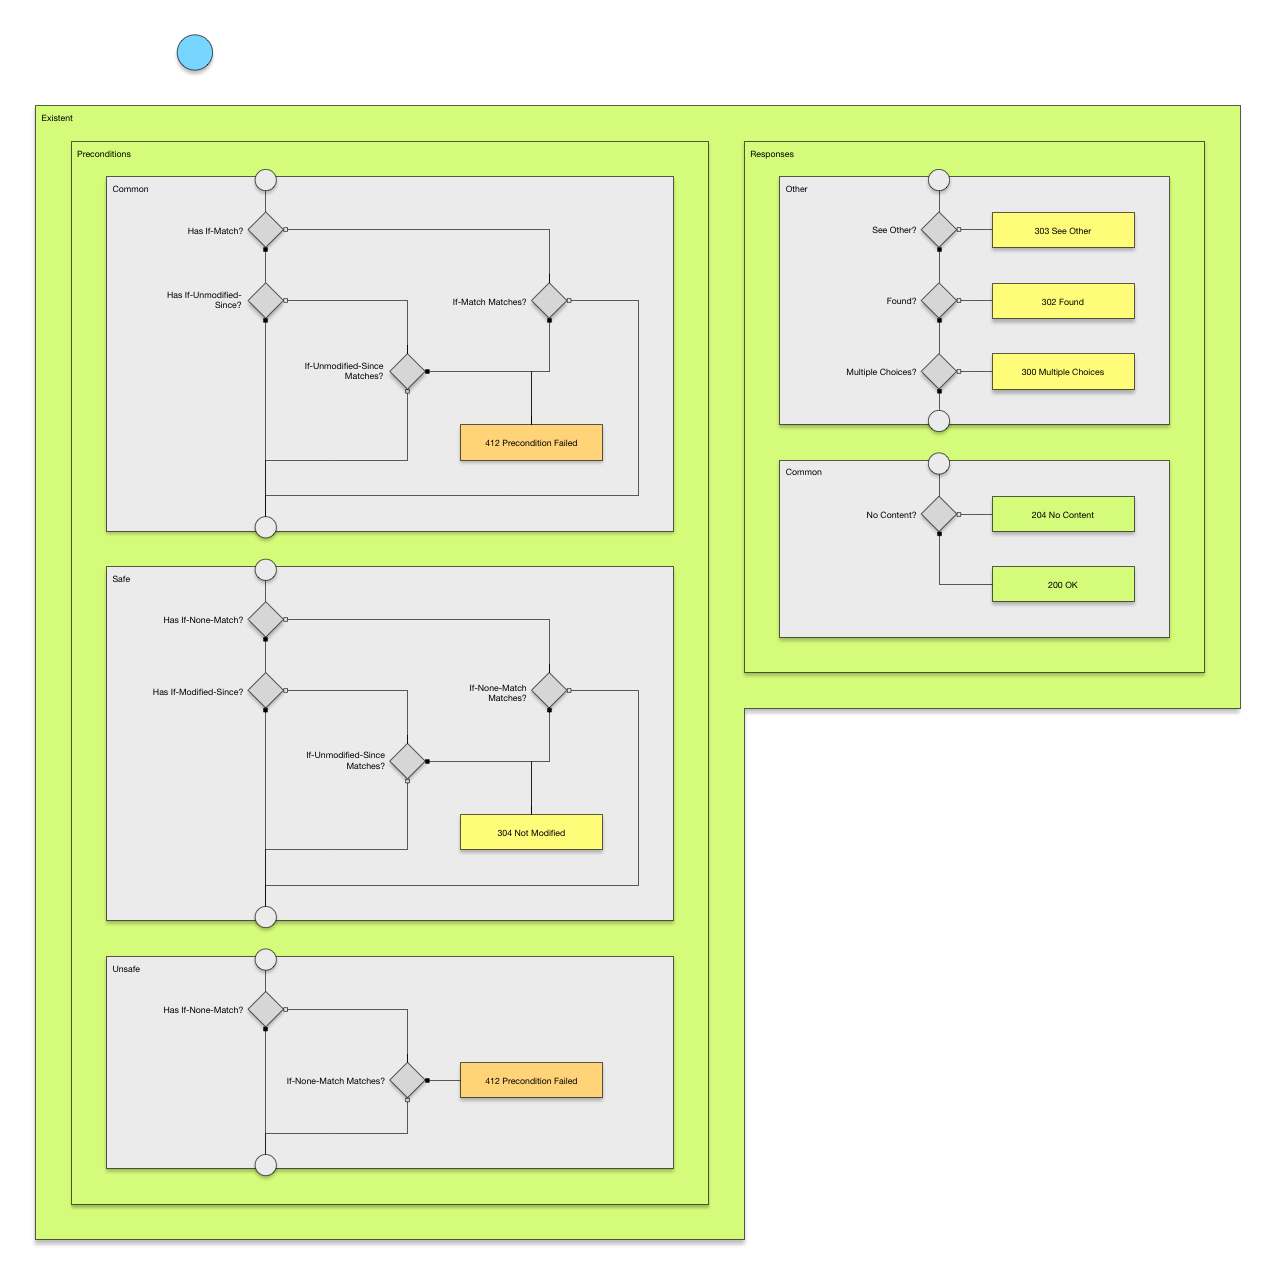 Existent
Preconditions
Common
Has If-Match?
Has If-Unmodified-
Since?
If-Match Matches?
If-Unmodified-Since
Matches?
412 Precondition Failed
Safe
Has If-None-Match?
Has If-Modified-Since?
If-None-Match
Matches?
If-Unmodified-Since
Matches?
304 Not Modified
Unsafe
Has If-None-Match?
If-None-Match Matches?
412 Precondition Failed
Responses
Other
See Other?
303 See Other
Found?
302 Found
Multiple Choices?
300 Multiple Choices
Common
No Content?
204 No Content
200 OK